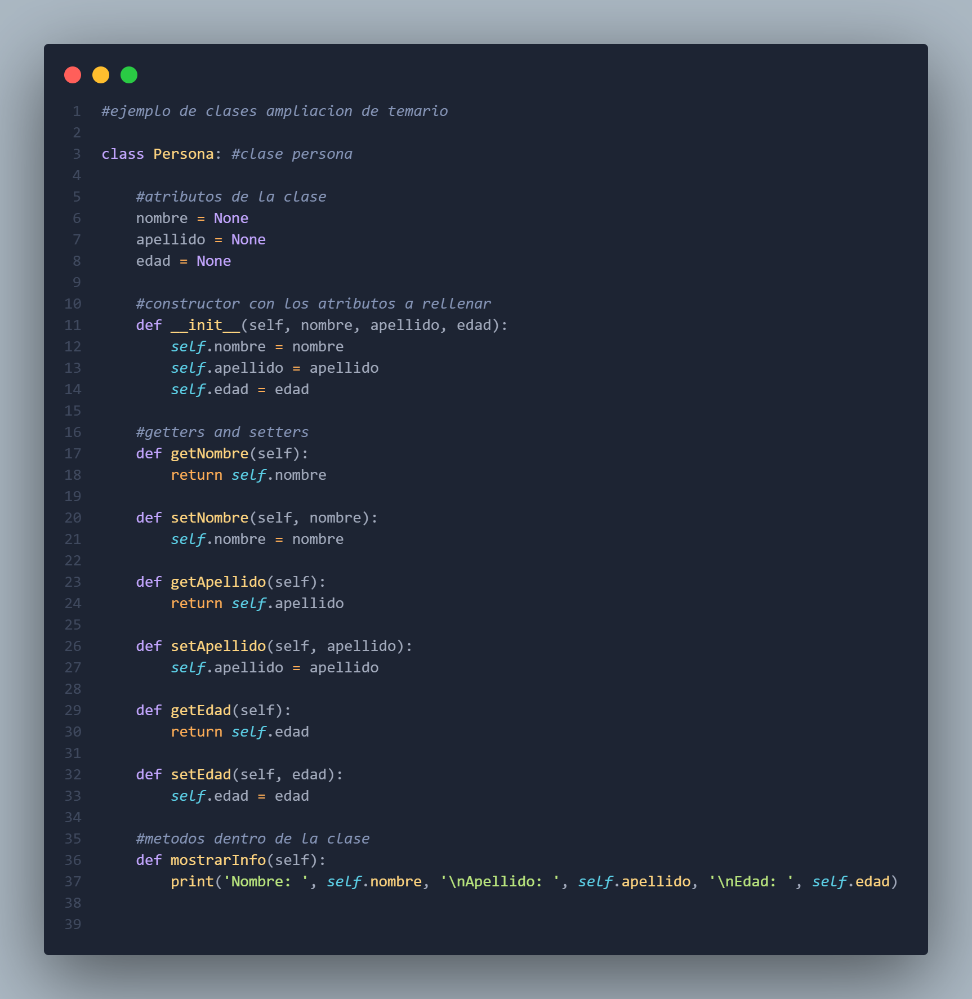 1 #ejemplo de clases ampliacion de temario
2
3 class Persona: #clase persona
4
5     #atributos de la clase
6     nombre = None
7     apellido = None
8     edad = None
9
10     #constructor con los atributos a rellenar
11     def __init__(self, nombre, apellido, edad):
12         self.nombre = nombre
13         self.apellido = apellido
14         self.edad = edad
15
16     #getters and setters
17     def getNombre(self):
18         return self.nombre
19
20     def setNombre(self, nombre):
21         self.nombre = nombre
22
23     def getApellido(self):
24         return self.apellido
25
26     def setApellido(self, apellido):
27         self.apellido = apellido
28
29     def getEdad(self):
30         return self.edad
31
32     def setEdad(self, edad):
33         self.edad = edad
34
35     #metodos dentro de la clase
36     def mostrarInfo(self):
37         print('Nombre: ', self.nombre, '\nApellido: ', self.apellido, '\nEdad: ', self.edad)
38
39